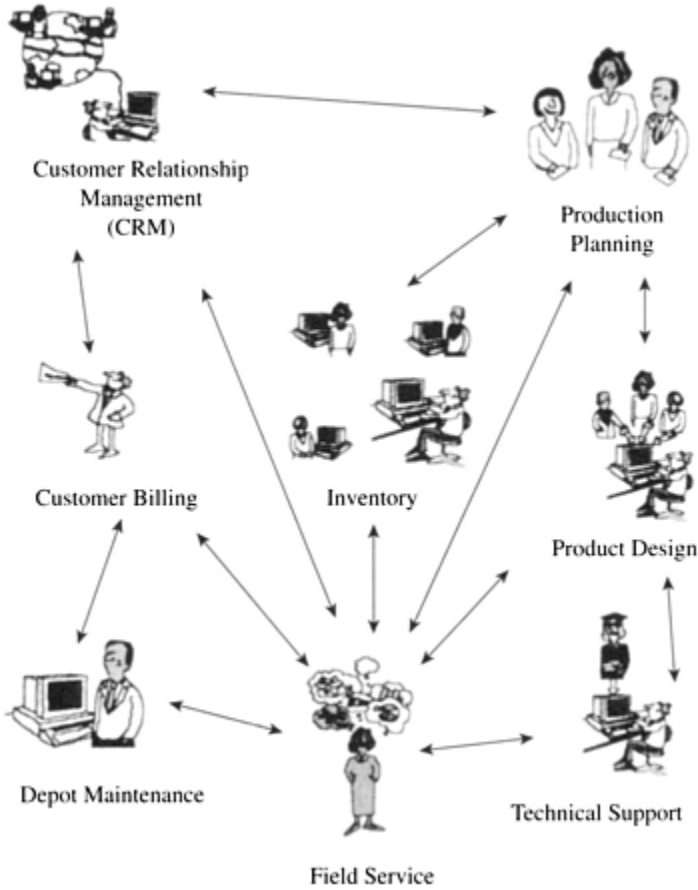 Customer Relationship
Management
(CRM)
Production
Planning
Customer Billing
Inventory
Product Design
Depot Maintenance
Technical Support
Field Service